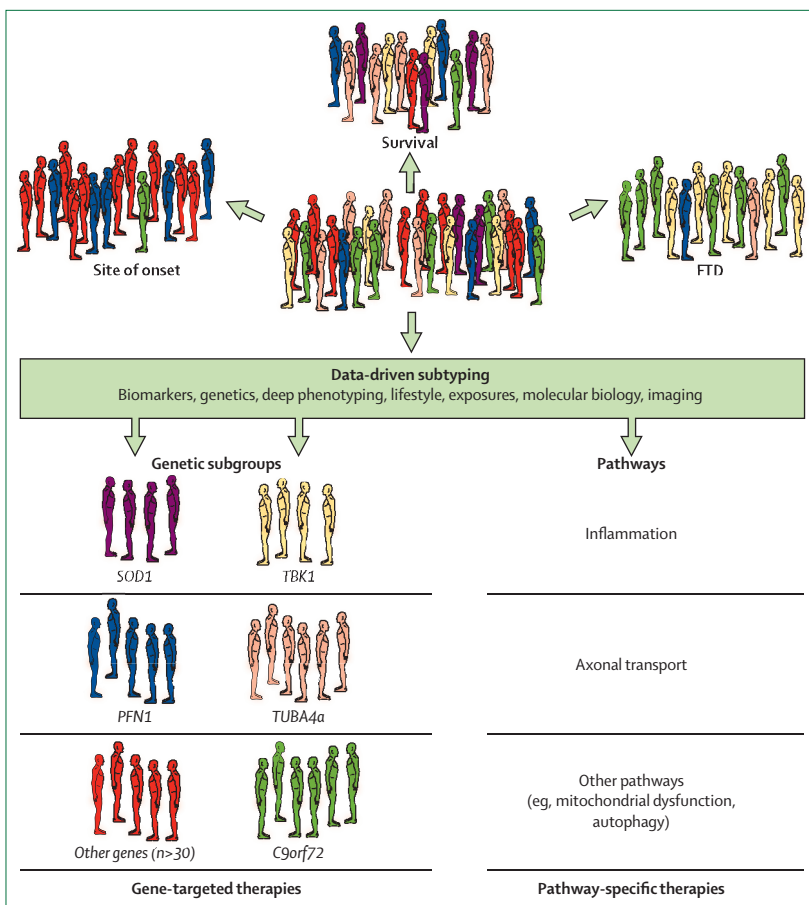 Survival
Site of onset
FTD
Data-driven subtyping
Biomarkers, genetics, deep phenotyping, lifestyle, exposures, molecular biology, imaging
Genetic subgroups
Pathways
SOD1
TBK1
Inflammation
PFN1
TUBA4a
Axonal transport
Other genes (n>30)
C9orf72
Other pathways
(eg, mitochondrial dysfunction,
autophagy)
Gene-targeted therapies
Pathway-specific therapies